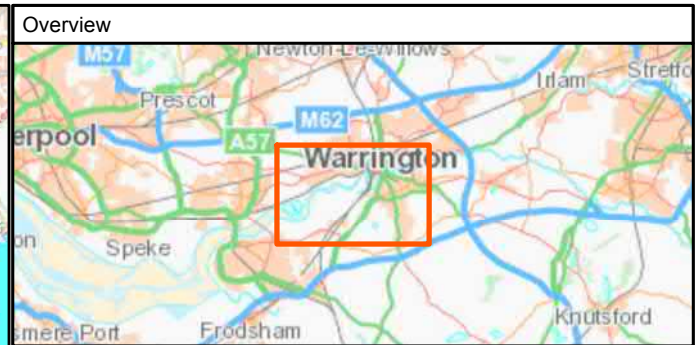 Overview
M57
Newton-Le-Willows
Irlam
Stretfo
Prescot
M62
erpool
A57
Warrington
on
Speke
Knutsford
smere Port
Frodsham